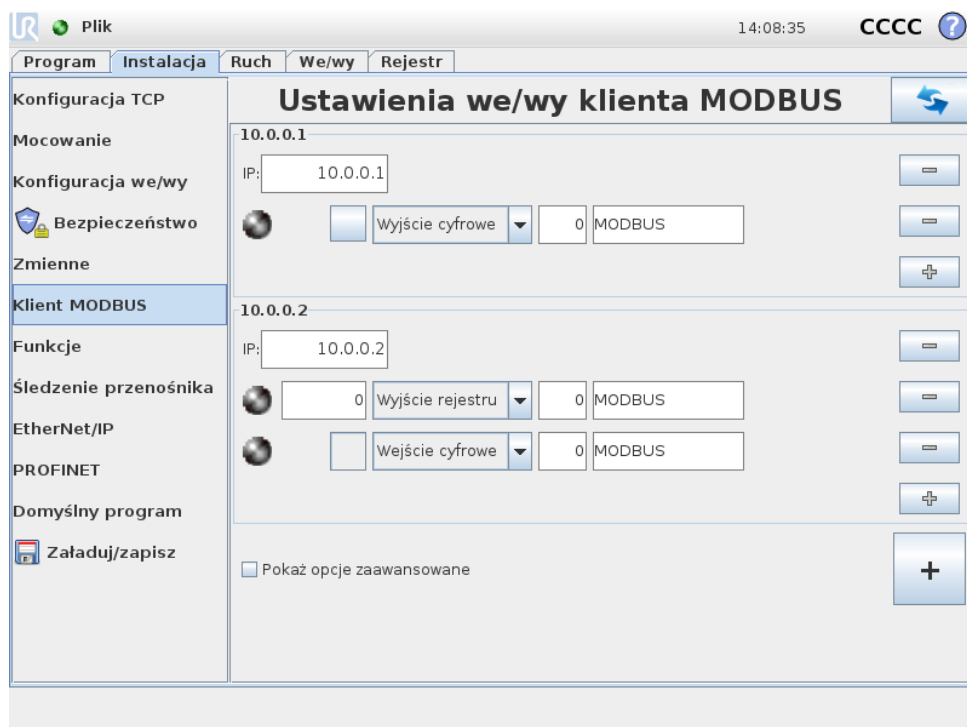 UR Plik 14:08:35 CCCC ?
Program Instalacja Ruch We/wy Rejestr
Konfiguracja TCP
Mocowanie
Konfiguracja we/wy
Bezpieczeństwo
Zmienne
Klient MODBUS
Funkcje
Śledzenie przenośnika
EtherNet/IP
PROFINET
Domyślny program
Załaduj/zapisz
Ustawienia we/wy klienta MODBUS
10.0.0.1
IP: 10.0.0.1
Wyjście cyfrowe 0 MODBUS
10.0.0.2
IP: 10.0.0.2
0 Wyjście rejestru 0 MODBUS
Wejście cyfrowe 0 MODBUS
Pokaż opcje zaawansowane
+